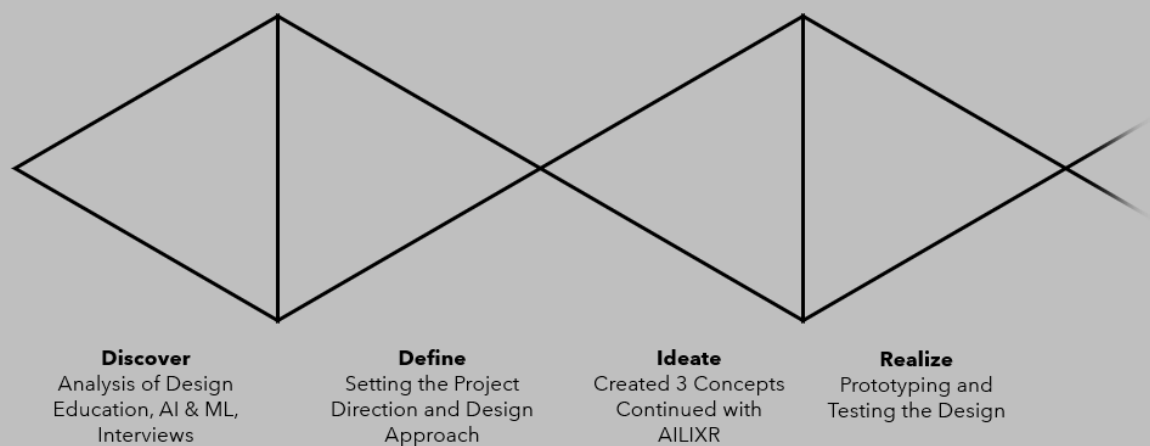 Discover
Analysis of Design
Education, AI & ML,
Interviews
Define
Setting the Project
Direction and Design
Approach
Ideate
Created 3 Concepts
Continued with
AILIXR
Realize
Prototyping and
Testing the Design